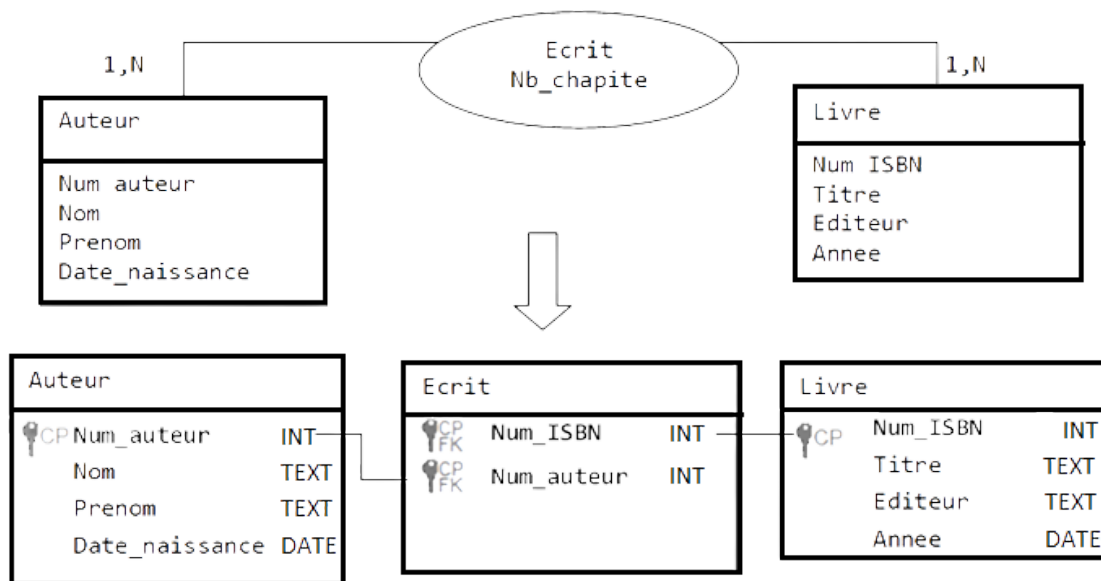 Ecrit
Nb_chapite
1,N
1,N
Auteur
Num auteur
Nom
Prenom
Date_naissance
Livre
Num ISBN
Titre
Editeur
Annee
Auteur
CP Num_auteur INT
Nom TEXT
Prenom TEXT
Date_naissance DATE
Ecrit
CP FK Num_ISBN INT
CP FK Num_auteur INT
Livre
CP Num_ISBN INT
Titre TEXT
Editeur TEXT
Annee DATE